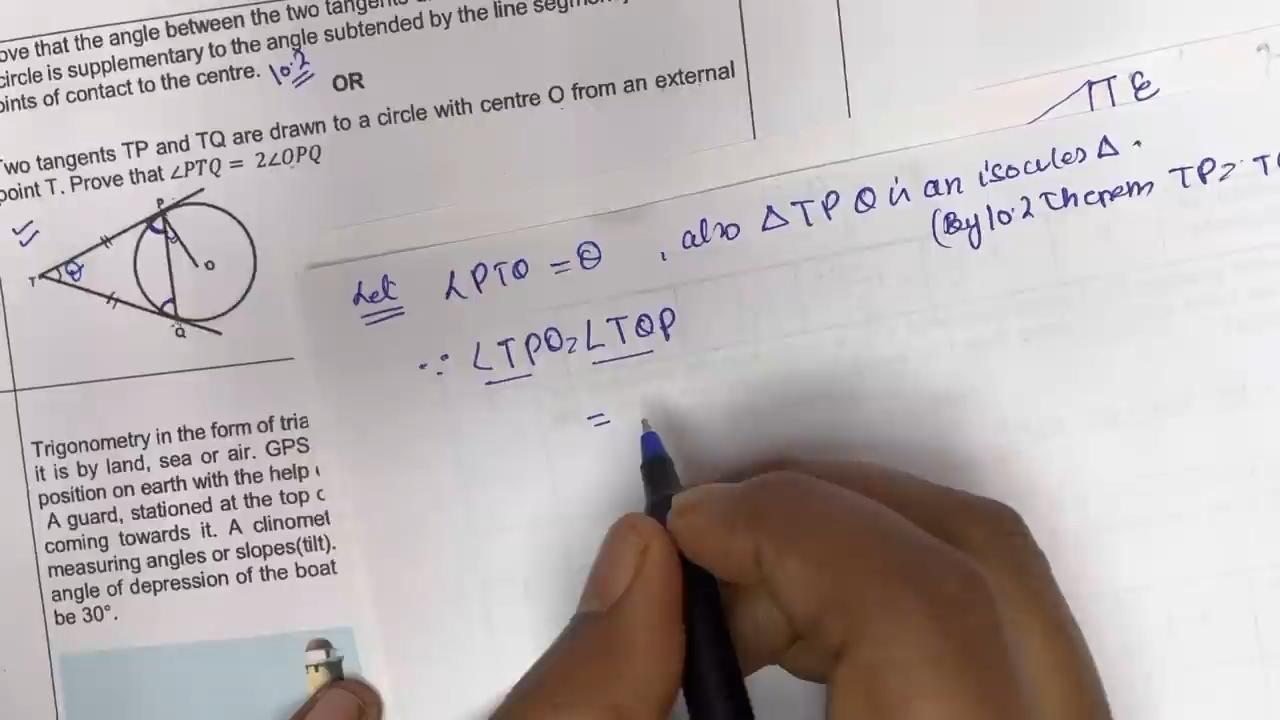 ove that the angle between the two tangents
circle is supplementary to the angle subtended by the line segm
oints of contact to the centre. 10.2
OR
Two tangents TP and TQ are drawn to a circle with centre O from an external
point T. Prove that ∠PTQ = 2∠OPQ
P
T θ O
Q
π ε
Let ∠PTQ = θ , also Δ TPQ is an isocules Δ.
(By 10.2 Therem TP = T
∵ ∠TPQ = ∠TQP
=
Trigonometry in the form of tria
it is by land, sea or air. GPS
position on earth with the help
A guard, stationed at the top o
coming towards it. A clinomet
measuring angles or slopes(tilt).
angle of depression of the boat
be 30°.